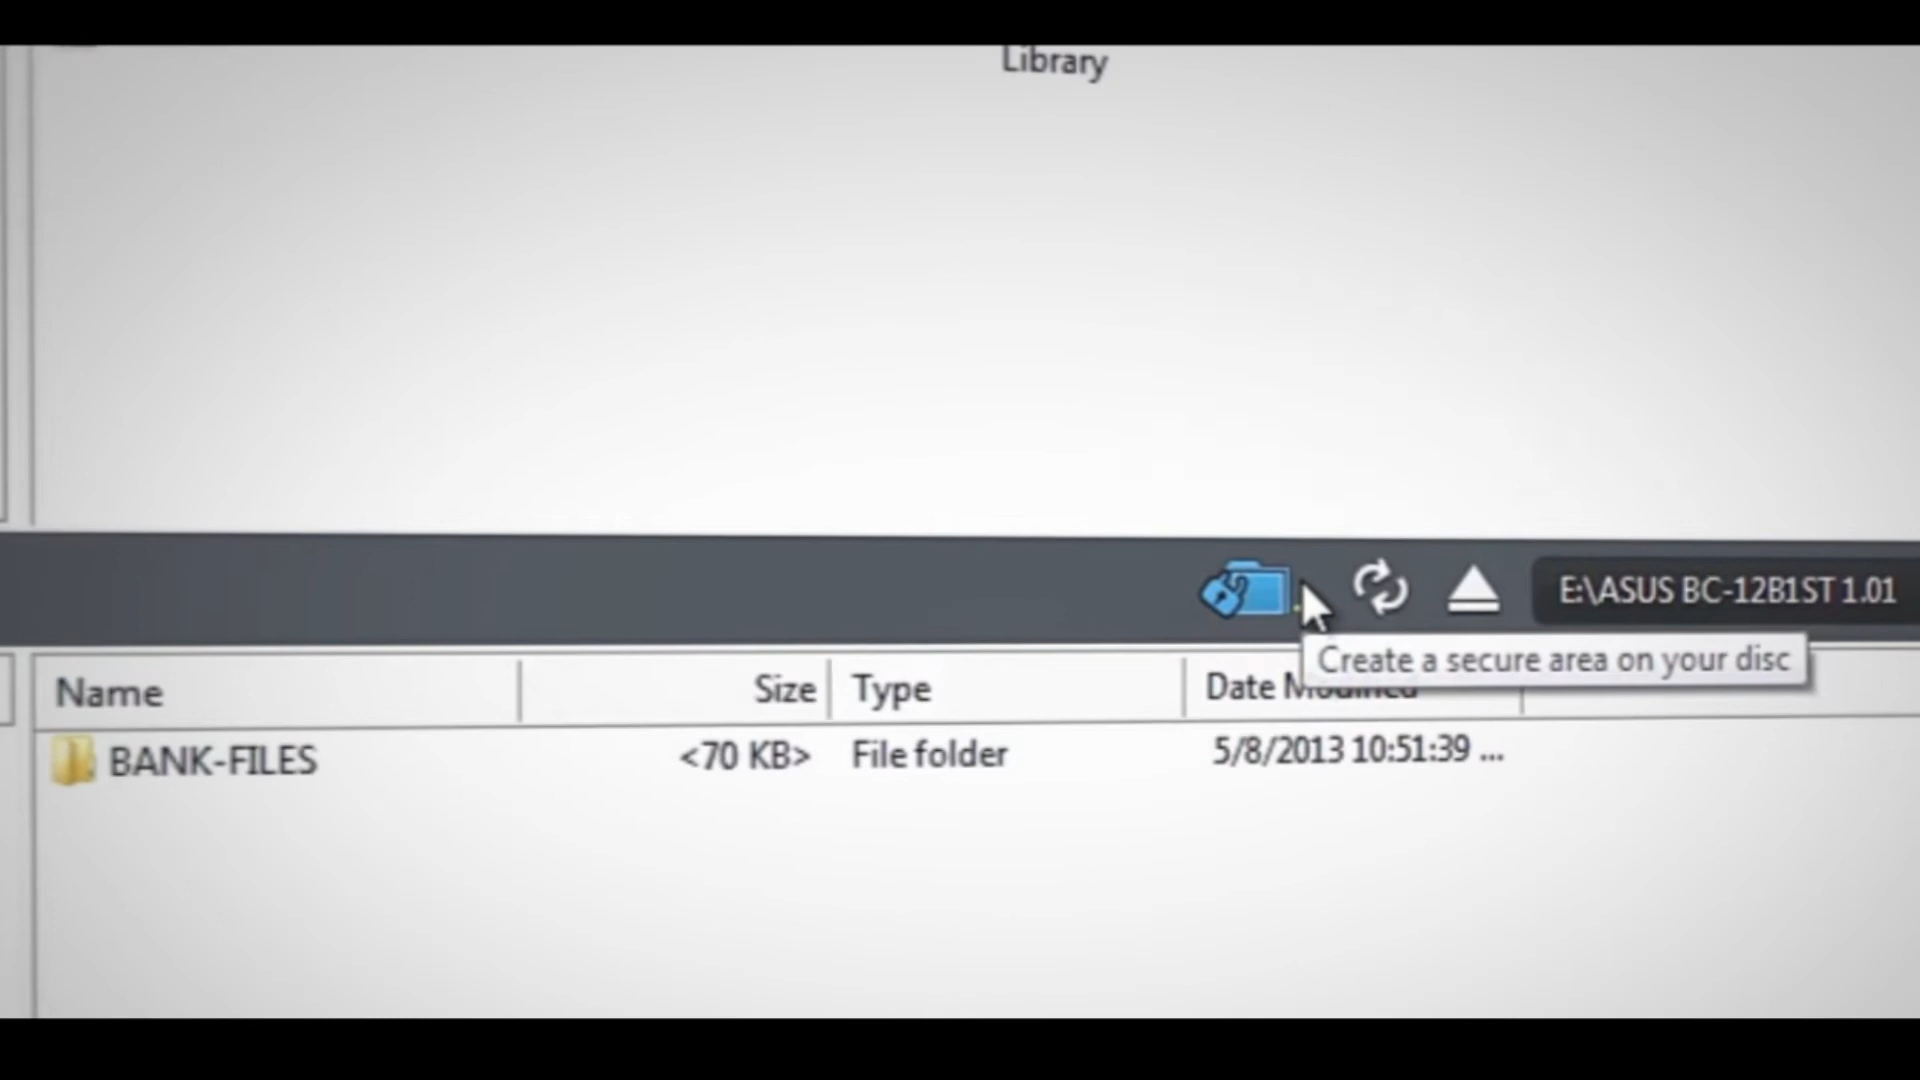 Library
E:\ASUS BC-12B1ST 1.01
Create a secure area on your disc
Name Size Type Date Modified
BANK-FILES <70 KB> File folder 5/8/2013 10:51:39 ...